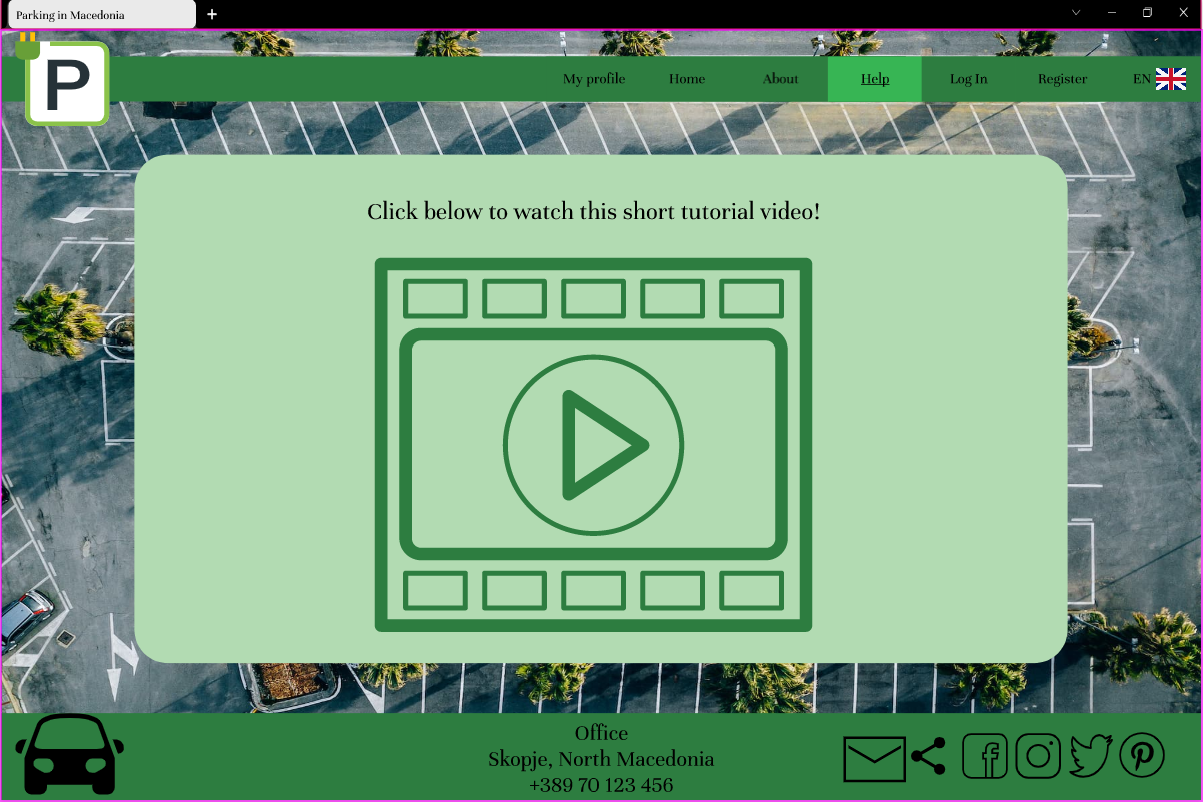 Parking in Macedonia
P
My profile Home About Help Log In Register EN
Click below to watch this short tutorial video!
Office
Skopje, North Macedonia
+389 70 123 456